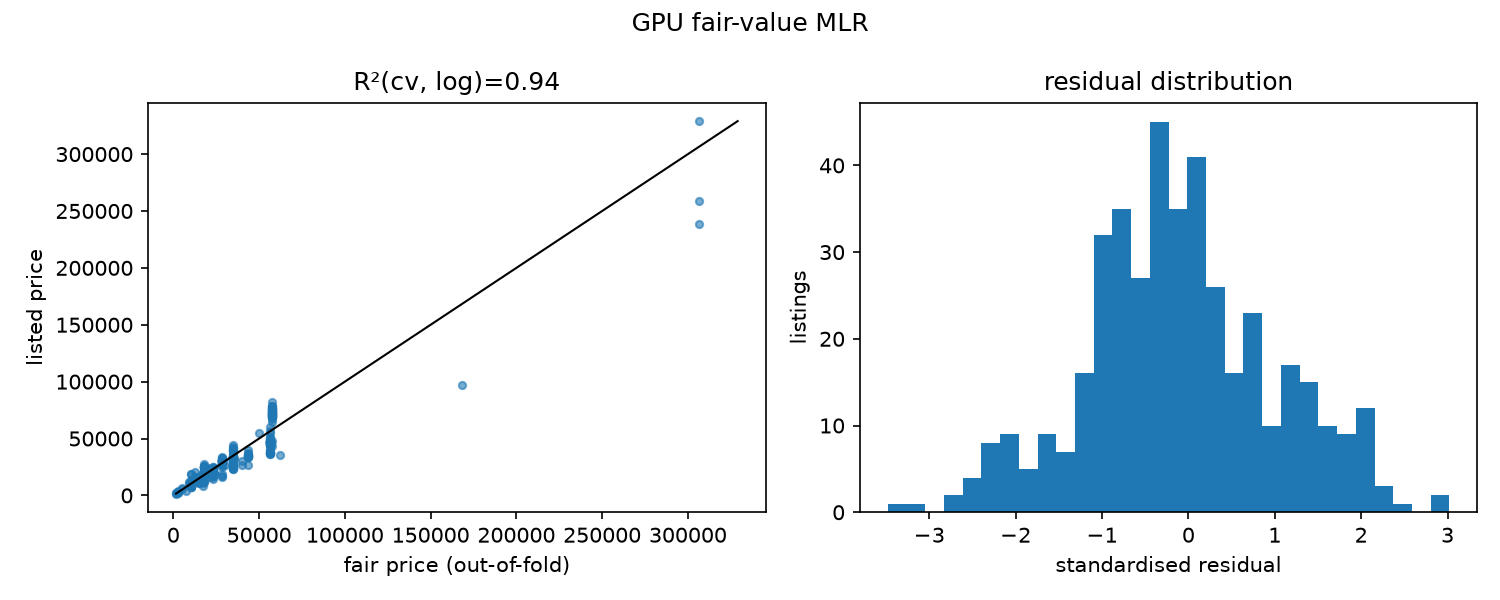 GPU fair-value MLR
R²(cv, log)=0.94
listed price
300000
250000
200000
150000
100000
50000
0
0 50000 100000 150000 200000 250000 300000
fair price (out-of-fold)
residual distribution
listings
40
30
20
10
0
−3 −2 −1 0 1 2 3
standardised residual